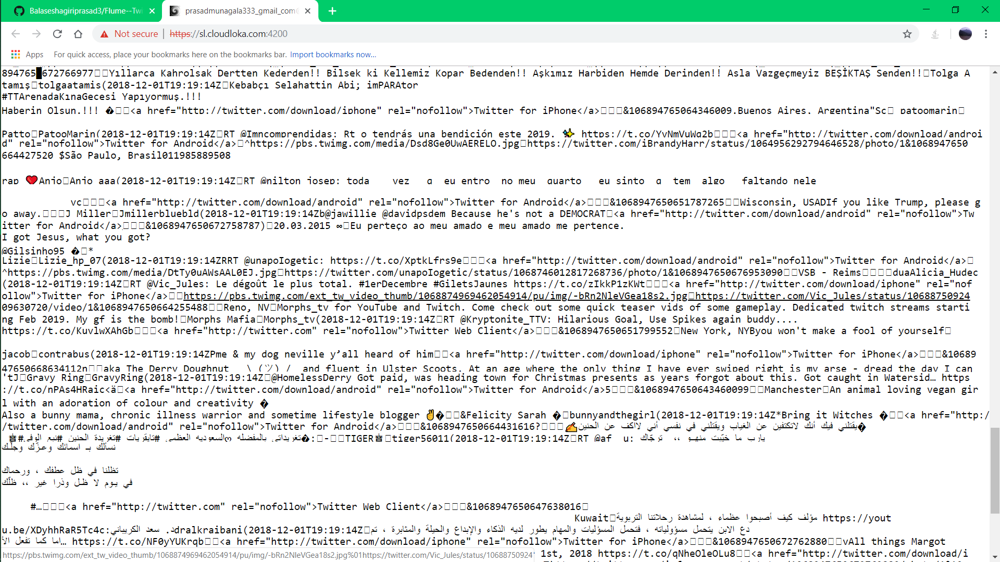 Balaseshagiriprasad3/Flume--Twi
prasadmunagala333_gmail_com@
Not secure | https://sl.cloudloka.com:4200
Apps For quick access, place your bookmarks here on the bookmarks bar. Import bookmarks now...
894765 672766977 Yıllarca Kahrolsak Dertten Kederden!! Bilsek ki Kellemiz Kopar Bedenden!! Aşkımız Harbiden Hemde Derinden!! Asla Vazgeçmeyiz BEŞİKTAŞ Senden!! Tolga A
tamış tolgaatamis(2018-12-01T19:19:14Z Kebabçı Selahattin Abi; imPARAtor
#TTArenadaKınaGecesi Yapıyormuş.!!!
Haberin Olsun.!!! � <a href="http://twitter.com/download/iphone" rel="nofollow">Twitter for iPhone</a> &106894765064346009.Buenos Aires, Argentina"Sc patoomarin
Patto PatooMarin(2018-12-01T19:19:14Z RT @Imncomprendidas: Rt o tendrás una bendición este 2019. ✨ https://t.co/YvNmVuWq2b <a href="http://twitter.com/download/androi
d" rel="nofollow">Twitter for Android</a> ^https://pbs.twimg.com/media/Dsd8Ge0UwAERELO.jpg https://twitter.com/iBrandyHarr/status/1064956292794646528/photo/1&1068947650
664427520 $São Paulo, Brasil011985889508
rap ❤Anjo Anjo_aaa(2018-12-01T19:19:14Z RT @nilton_josep: toda vez q eu entro no meu quarto eu sinto q tem algo faltando nele
vc <a href="http://twitter.com/download/android" rel="nofollow">Twitter for Android</a> &1068947650651787265 Wisconsin, USADIf you like Trump, please g
o away. J Miller Jmillerbluebld(2018-12-01T19:19:14Zb@jawillie @davidpsdem Because he's not a DEMOCRAT <a href="http://twitter.com/download/android" rel="nofollow">Tw
itter for Android</a> &1068947650672758787) 20.03.2015 ∞ Eu perteço ao meu amado e meu amado me pertence.
I got Jesus, what you got?
@Gilsinho95 � *
Lizie Lizie_hp_07(2018-12-01T19:19:14ZRRT @unapoIogetic: https://t.co/XptkLfrs9e <a href="http://twitter.com/download/android" rel="nofollow">Twitter for Android</a>
^https://pbs.twimg.com/media/DtTy0uAWsAAL0EJ.jpg https://twitter.com/unapoIogetic/status/1068746012817268736/photo/1&1068947650676953090 VSB - Reims duaAlicia_Hudec
(2018-12-01T19:19:14Z RT @Vic_Jules: Le dégoût le plus total. #1erDecembre #GiletsJaunes https://t.co/zIkkP1zKWt <a href="http://twitter.com/download/iphone" rel="nof
ollow">Twitter for iPhone</a> https://pbs.twimg.com/ext_tw_video_thumb/1068874969462054914/pu/img/-bRn2NleVGea18s2.jpg https://twitter.com/Vic_Jules/status/10688750924
09630720/video/1&1068947650664255488 Reno, NV Morphs_tv for YouTube and Twitch. Come check out some quick teaser vids of some gameplay. Dedicated twitch streams starti
ng Feb 2019. My gf is the bomb! Morphs Mafia Morphs_tv(2018-12-01T19:19:14Z RT @Kryptonite_TTV: Hilarious Goal, Use Spikes again buddy....
https://t.co/KuvlwXAhGb <a href="http://twitter.com" rel="nofollow">Twitter Web Client</a> &1068947650651799552 New York, NYByou won't make a fool of yourself
jacob contrabus(2018-12-01T19:19:14ZPme & my dog neville y’all heard of him <a href="http://twitter.com/download/iphone" rel="nofollow">Twitter for iPhone</a> &10689
47650668634112n aka The Derry Doughnut _\_(ツ)_/_ and fluent in Ulster Scots. At an age where the only thing I have ever swiped right is my arse - dread the day I can
'tJ Gravy Ring GravyRing(2018-12-01T19:19:14Z @HomelessDerry Got paid, was heading town for Christmas presents as years forgot about this. Got caught in Watersid… https
://t.co/nPAs4HRaic<ä <a href="http://twitter.com/download/android" rel="nofollow">Twitter for Android</a>5 &1068947650643460099 Manchester An animal loving vegan gir
l with an adoration of colour and creativity �
Also a bunny mama, chronic illness warrior and sometime lifestyle blogger ✌� &Felicity Sarah � bunnyandthegirl(2018-12-01T19:19:14Z*Bring it Witches � <a href="http:/
/twitter.com/download/android" rel="nofollow">Twitter for Android</a> &1068947650664431616? ✍يقتلني فيك أنك لاتكتفين عن الغياب ويقتلني في نفسي أني لااكف عن الحنين�
♛#السعوديه العظمى #تايقريات #تغريدة الحنين #نبع الوفى ღتغريداتي بالمفضله�: - TIGER♛ tiger56011(2018-12-01T19:19:14Z RT @af__u: يارب ما خيّبت منهـو ،، ترجّاك
نسألك بـ اسمائك وعـزّك وجلـك
تظلنا في ظل عطفك ، ورحماك
في يـوم لا ظـل وذرا غير ،، ظلّك
#… <a href="http://twitter.com" rel="nofollow">Twitter Web Client</a> &1068947650647638016
Kuwait مؤلف كيف أصبحوا عظماء ، لمشاهدة رحلاتنا التربوية https://yout
u.be/XDyhhRaR5Tc4c:د. سعد الكريباني dralkraibani(2018-12-01T19:19:14Z دع الابن يتحمل مسؤولياته ، فتحمل المسؤليات والمهام يطور لديه الذكاء والإبداع والحيلة والمثابرة ، تم
اما كما تفعل الأ… https://t.co/NF0yYUKrqb <a href="http://twitter.com/download/iphone" rel="nofollow">Twitter for iPhone</a> &1068947650672762880 vAll things Margot
https://pbs.twimg.com/ext_tw_video_thumb/1068874969462054914/pu/img/-bRn2NleVGea18s2.jpg%01https://twitter.com/Vic_Jules/status/10688750924 1st, 2018 https://t.co/qNheOleOLu8 <a href="http://twitter.com/download/i